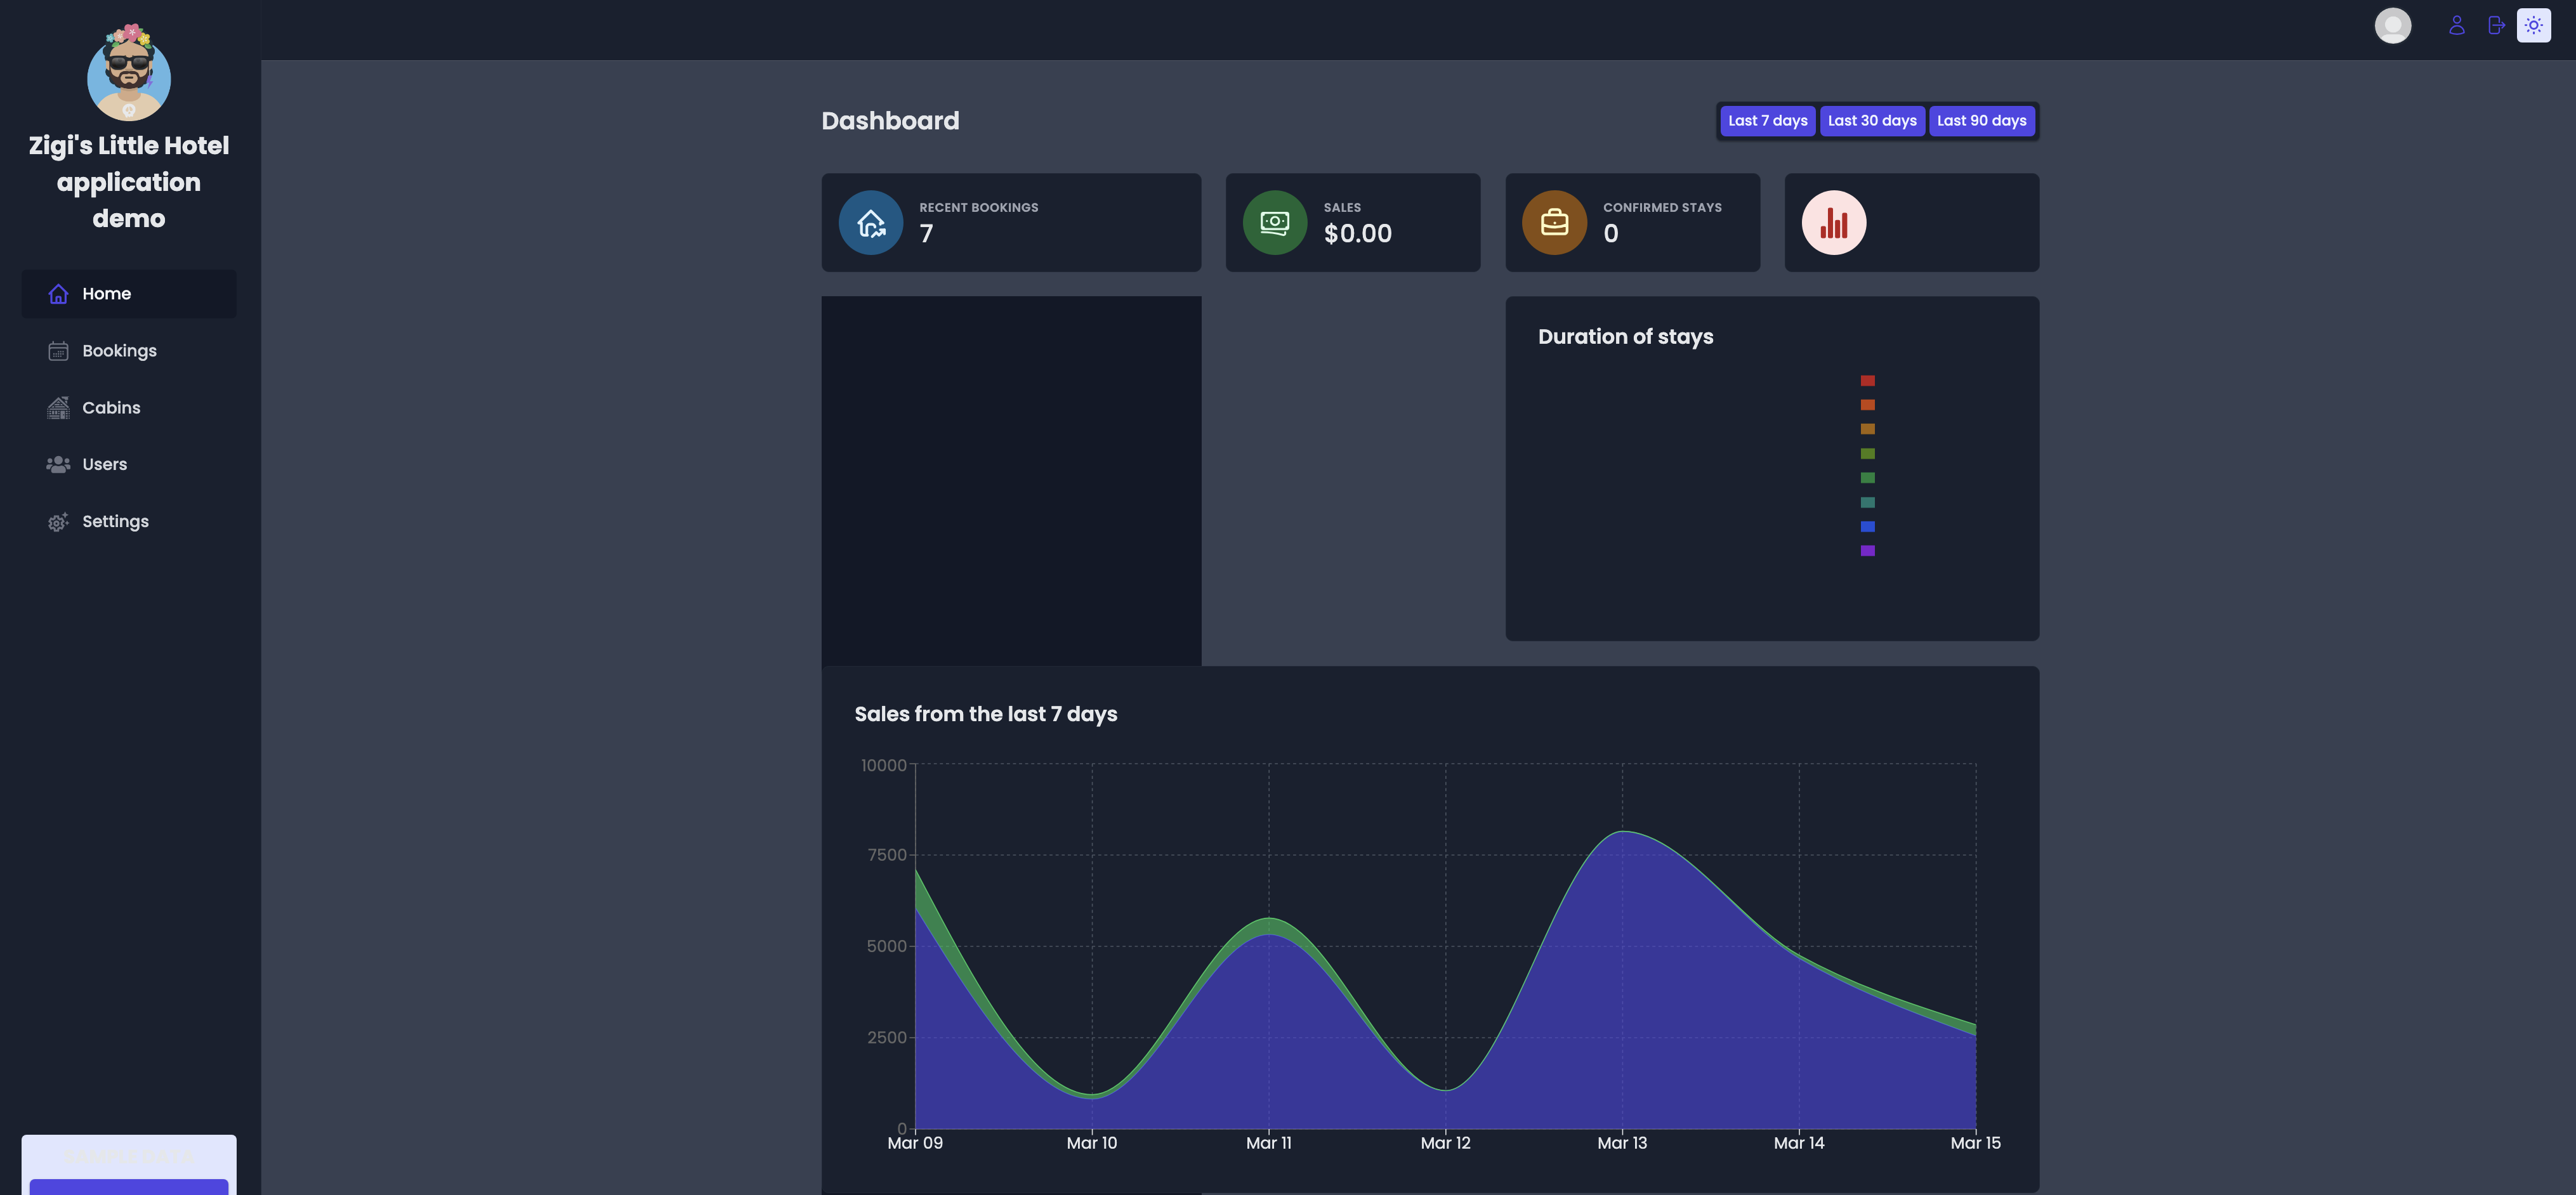 Zigi's Little Hotel
application
demo
Home
Bookings
Cabins
Users
Settings
Dashboard
Last 7 days
Last 30 days
Last 90 days
RECENT BOOKINGS
7
SALES
$0.00
CONFIRMED STAYS
0
Duration of stays
Sales from the last 7 days
10000
7500
5000
2500
0
Mar 09
Mar 10
Mar 11
Mar 12
Mar 13
Mar 14
Mar 15